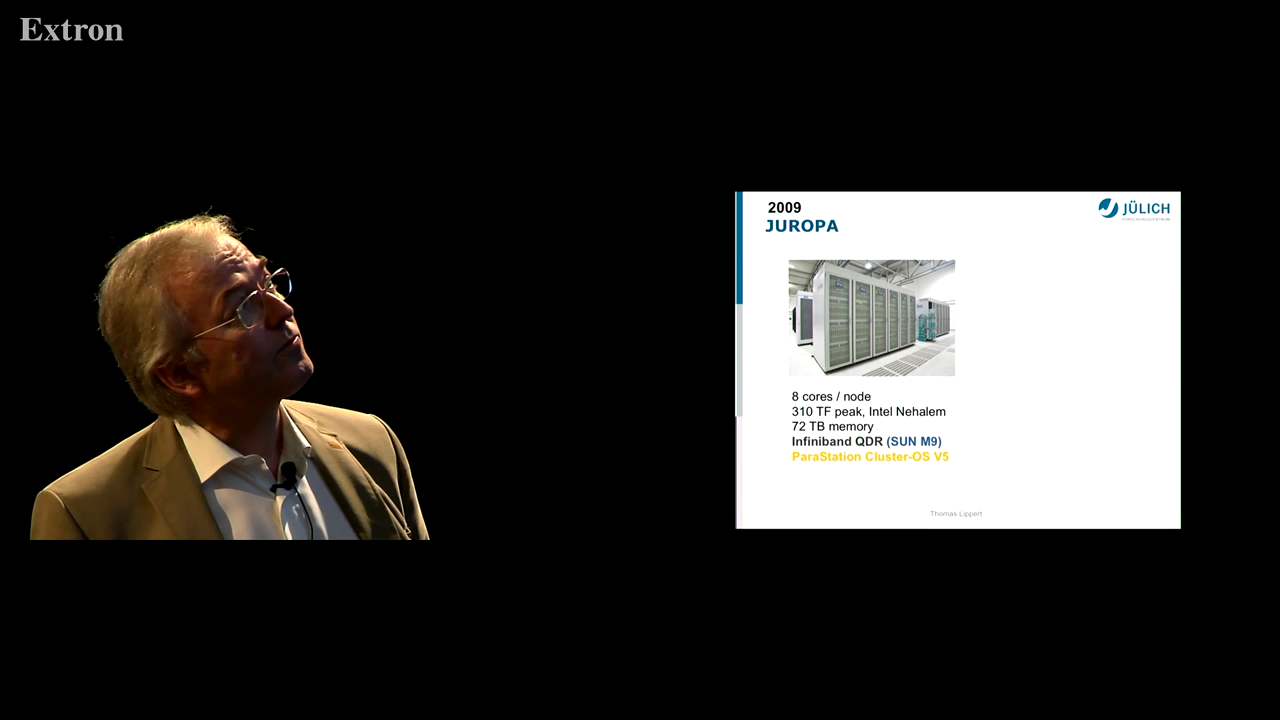 Extron
2009
JUROPA
JÜLICH
FORSCHUNGSZENTRUM
8 cores / node
310 TF peak, Intel Nehalem
72 TB memory
Infiniband QDR (SUN M9)
ParaStation Cluster-OS V5
Thomas Lippert